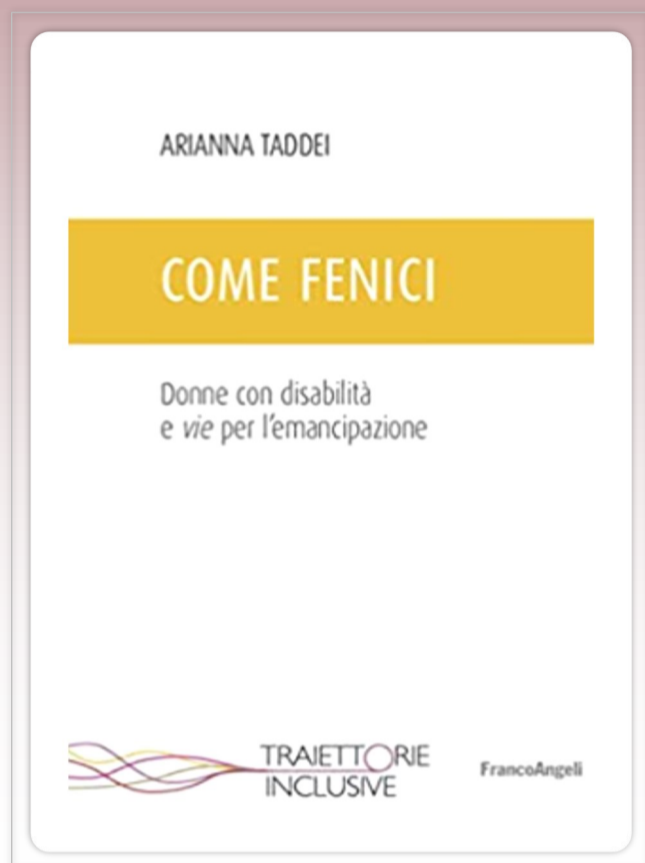 ARIANNA TADDEI
COME FENICI
Donne con disabilità
e vie per l'emancipazione
TRAIETTORIE
INCLUSIVE
FrancoAngeli